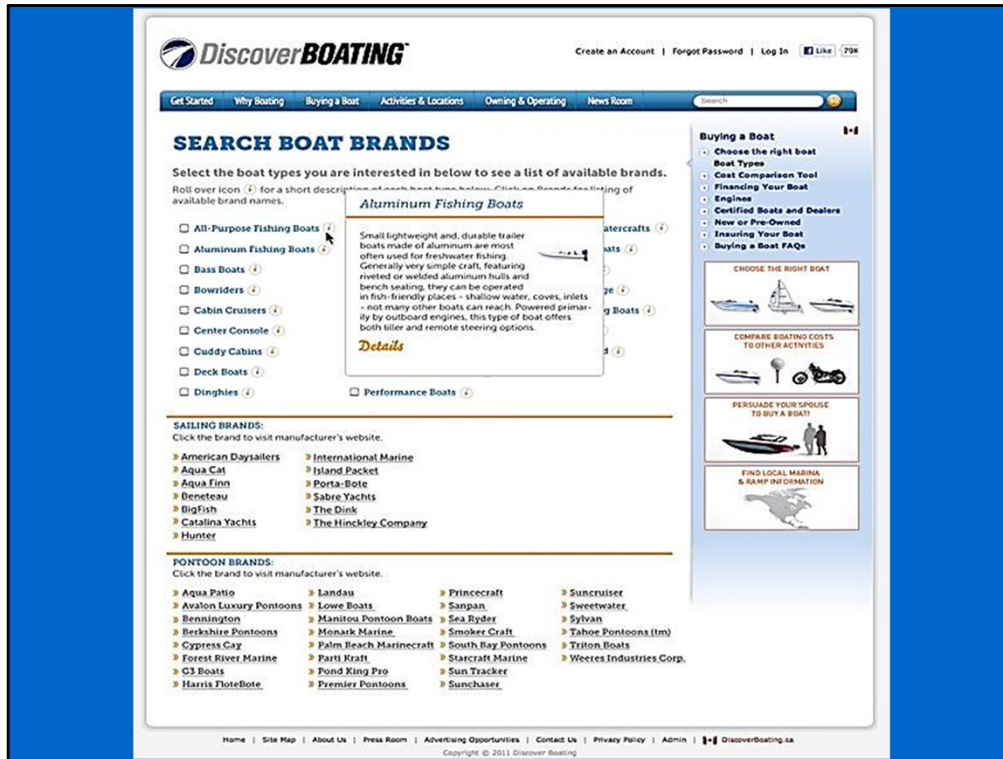 DiscoverBOATING
Create an Account | Forgot Password | Log In Like 79K
Get Started Why Boating Buying a Boat Activities & Locations Owning & Operating News Room Search
SEARCH BOAT BRANDS
Select the boat types you are interested in below to see a list of available brands.
Roll over icon i for a short description of each boat type below. Click on Brands for listing of
available brand names.
All-Purpose Fishing Boats i
Aluminum Fishing Boats i
Bass Boats i
Bowriders i
Cabin Cruisers i
Center Console i
Cuddy Cabins i
Deck Boats i
Dinghies i
Aluminum Fishing Boats
Small lightweight and, durable trailer
boats made of aluminum are most
often used for freshwater fishing.
Generally very simple craft, featuring
riveted or welded aluminum hulls and
bench seating, they can be operated
in fish-friendly places - shallow water, coves, inlets
- not many other boats can reach. Powered primar-
ily by outboard engines, this type of boat offers
both tiller and remote steering options.
Details
Performance Boats i
atercrafts i
ats i
i
ge i
g Boats i
d i
SAILING BRANDS:
Click the brand to visit manufacturer's website.
» American Daysailers
» Aqua Cat
» Aqua Finn
» Beneteau
» BigFish
» Catalina Yachts
» Hunter
» International Marine
» Island Packet
» Porta-Bote
» Sabre Yachts
» The Dink
» The Hinckley Company
PONTOON BRANDS:
Click the brand to visit manufacturer's website.
» Aqua Patio
» Avalon Luxury Pontoons
» Bennington
» Berkshire Pontoons
» Cypress Cay
» Forest River Marine
» G3 Boats
» Harris FloteBote
» Landau
» Lowe Boats
» Manitou Pontoon Boats
» Monark Marine
» Palm Beach Marinecraft
» Parti Kraft
» Pond King Pro
» Premier Pontoons
» Princecraft
» Sanpan
» Sea Ryder
» Smoker Craft
» South Bay Pontoons
» Starcraft Marine
» Sun Tracker
» Sunchaser
» Suncruiser
» Sweetwater
» Sylvan
» Tahoe Pontoons (tm)
» Triton Boats
» Weeres Industries Corp.
Buying a Boat
Choose the right boat
Boat Types
Cost Comparison Tool
Financing Your Boat
Engines
Certified Boats and Dealers
New or Pre-Owned
Insuring Your Boat
Buying a Boat FAQs
CHOOSE THE RIGHT BOAT
COMPARE BOATING COSTS
TO OTHER ACTIVITIES
PERSUADE YOUR SPOUSE
TO BUY A BOAT!
FIND LOCAL MARINA
& RAMP INFORMATION
Home | Site Map | About Us | Press Room | Advertising Opportunities | Contact Us | Privacy Policy | Admin | DiscoverBoating.ca
Copyright © 2011 Discover Boating